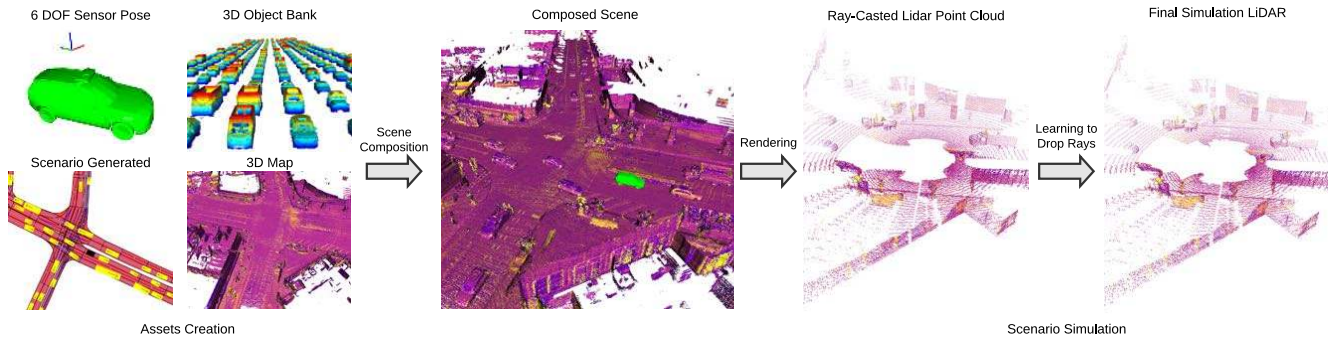 6 DOF Sensor Pose
3D Object Bank
Composed Scene
Ray-Casted Lidar Point Cloud
Final Simulation LiDAR
Scene
Composition
Rendering
Learning to
Drop Rays
Scenario Generated
3D Map
Assets Creation
Scenario Simulation